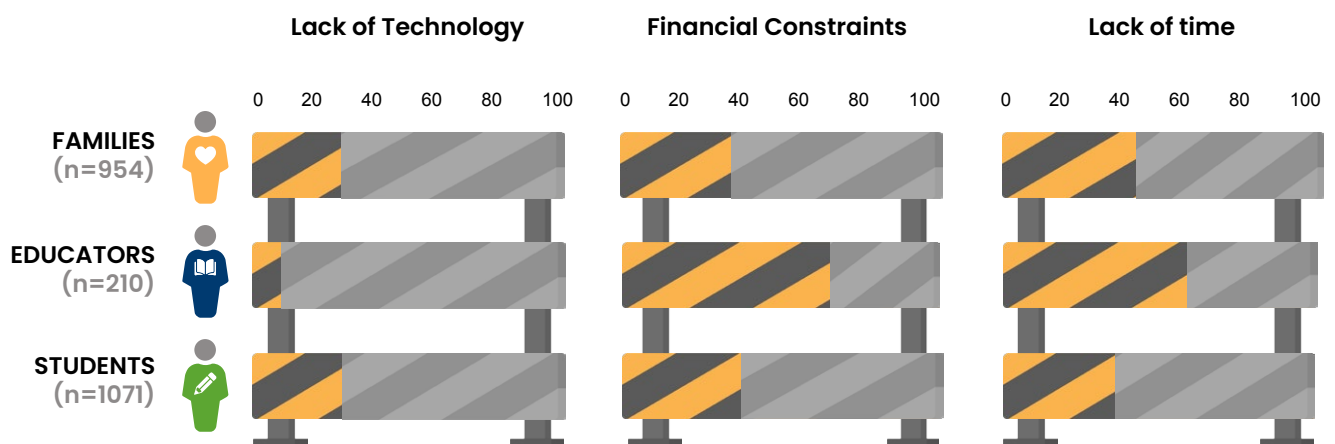 Lack of Technology
Financial Constraints
Lack of time
0 20 40 60 80 100
0 20 40 60 80 100
0 20 40 60 80 100
FAMILIES
(n=954)
EDUCATORS
(n=210)
STUDENTS
(n=1071)